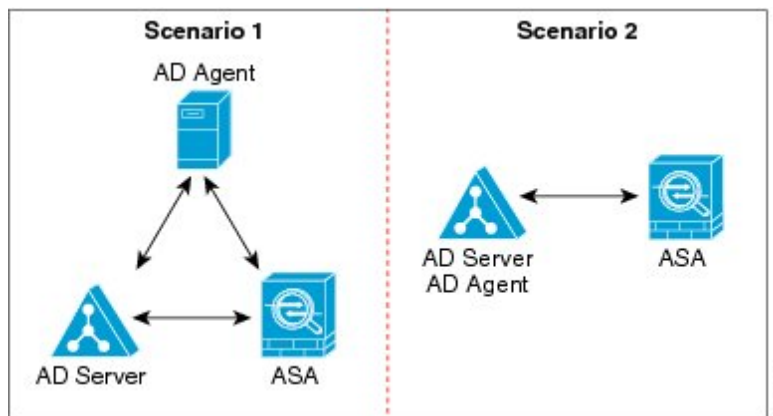 Scenario 1
AD Agent
AD Server
ASA
Scenario 2
AD Server
AD Agent
ASA